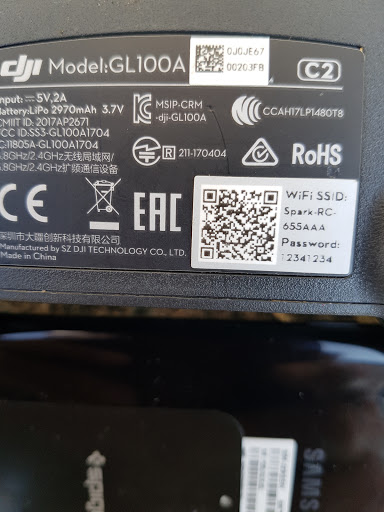 dji Model:GL100A
0J0JE67
00203FB
C2
Input: ⎓ 5V,2A
Battery:LiPo 2970mAh 3.7V
CMIIT ID: 2017AP2671
FCC ID:SS3-GL100A1704
IC:11805A-GL100A1704
5.8GHz/2.4GHz无线局域网/
5.8GHz/2.4GHz扩频通信设备
MSIP-CRM
-dji-GL100A
CCAH17LP1480T8
R 211-170404
RoHS
CE
EAC
深圳市大疆创新科技有限公司
Manufactured by SZ DJI TECHNOLOGY CO., LTD.
Made in China
WiFi SSID:
Spark-RC-
655AAA
Password:
12341234
SAMS